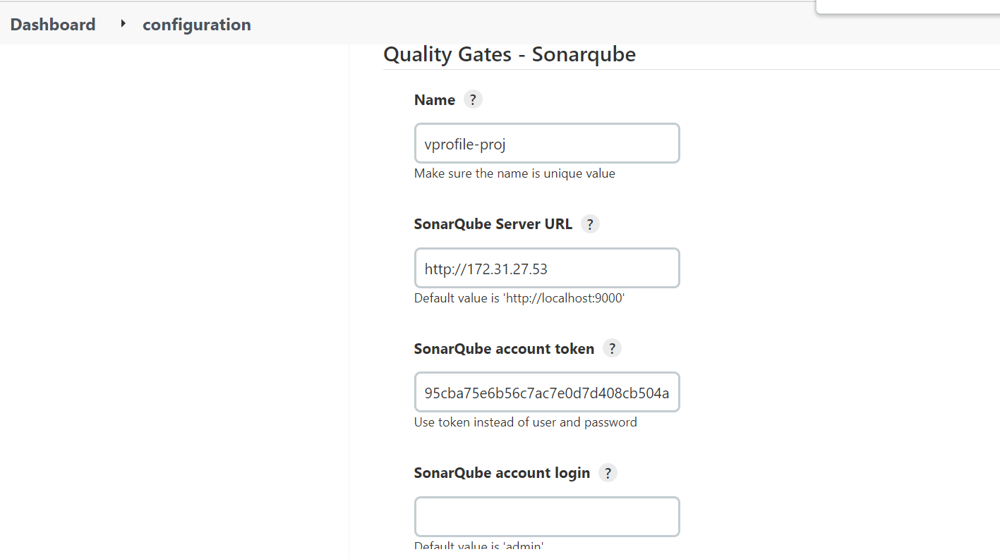 Dashboard
configuration
Quality Gates - Sonarqube
Name ?
vprofile-proj
Make sure the name is unique value
SonarQube Server URL ?
http://172.31.27.53
Default value is 'http://localhost:9000'
SonarQube account token ?
95cba75e6b56c7ac7e0d7d408cb504a
Use token instead of user and password
SonarQube account login ?
Default value is 'admin'